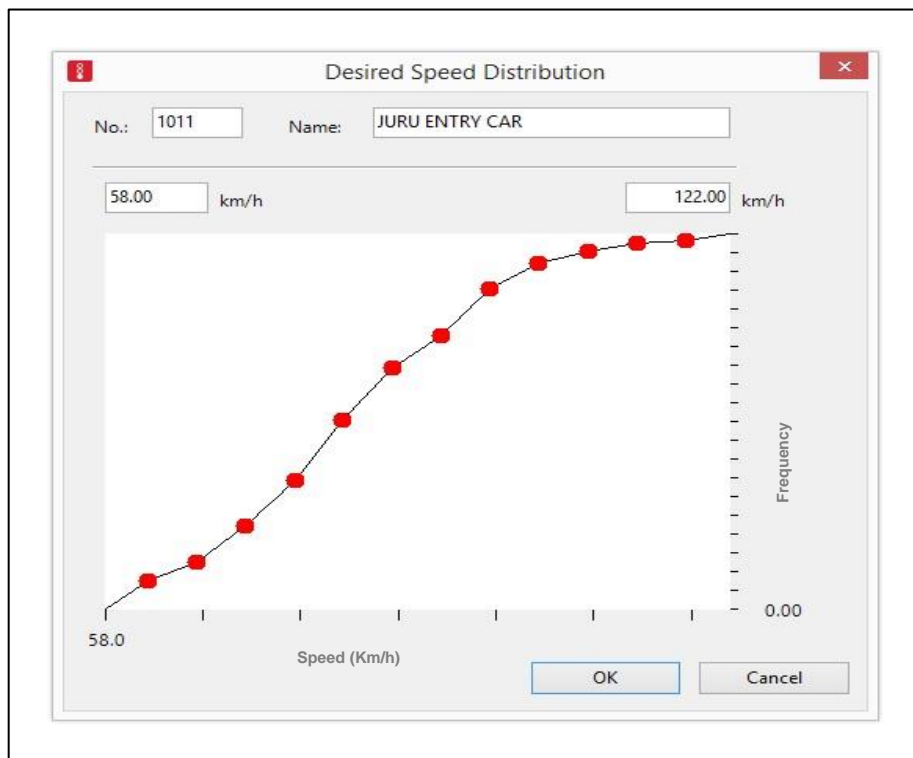 Desired Speed Distribution
No.: 1011 Name: JURU ENTRY CAR
58.00 km/h 122.00 km/h
Frequency
0.00
58.0
Speed (Km/h)
OK Cancel